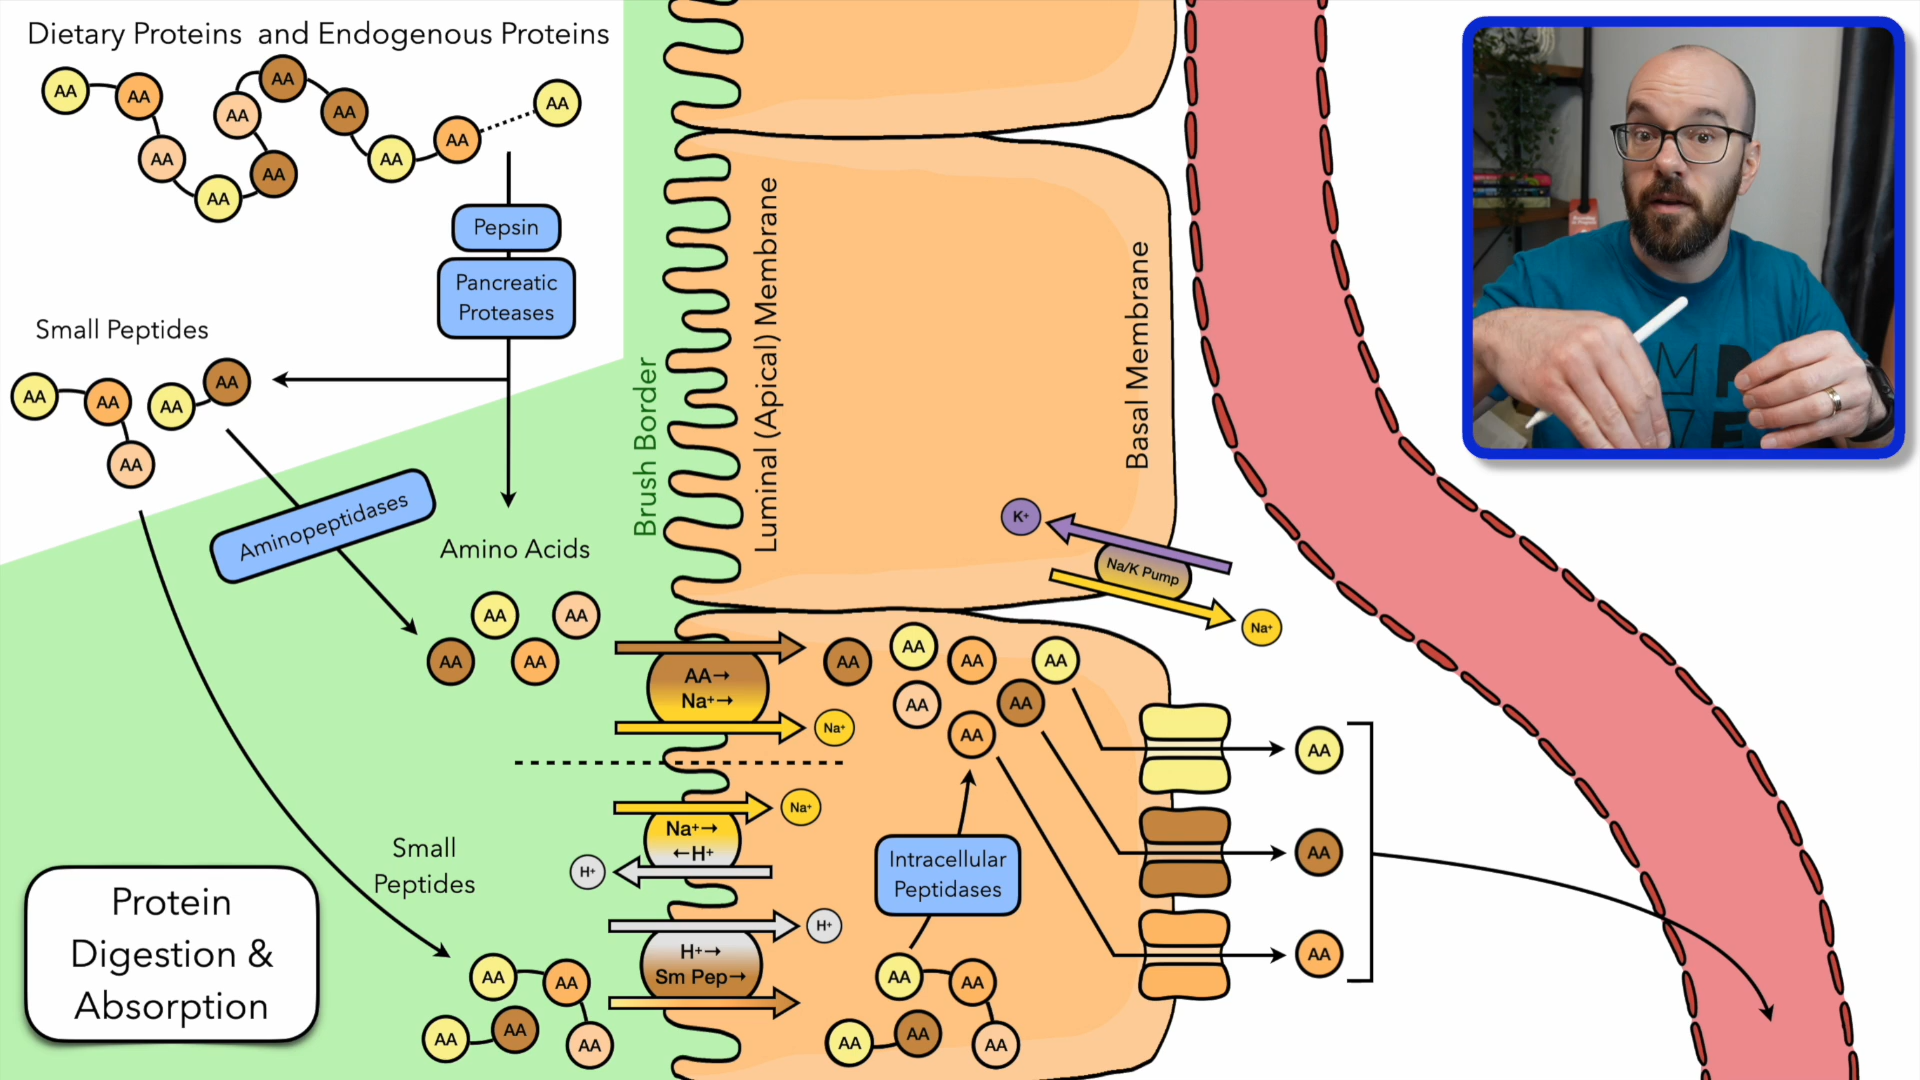 Dietary Proteins and Endogenous Proteins
AA
AA
AA
AA
AA
AA
AA
AA
AA
AA
AA
Pepsin
Pancreatic
Proteases
Small Peptides
AA
AA
AA
AA
AA
Aminopeptidases
Amino Acids
AA
AA
AA
AA
Brush Border
Luminal (Apical) Membrane
Basal Membrane
K+
Na/K Pump
Na+
AA→
Na+→
Na+
AA
AA
AA
AA
AA
AA
AA
Na+→
←H+
Na+
H+
H+→
Sm Pep→
H+
Small
Peptides
AA
AA
AA
AA
AA
Intracellular
Peptidases
AA
AA
AA
AA
AA
AA
AA
AA
Protein
Digestion &
Absorption